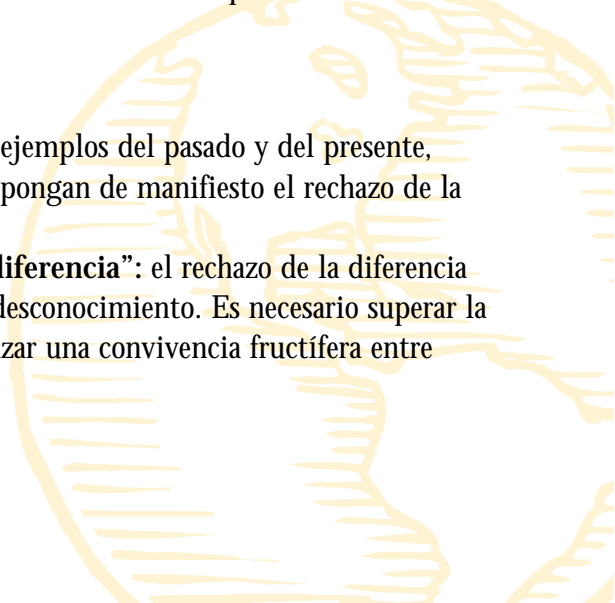 ejemplos del pasado y del presente,
pongan de manifiesto el rechazo de la
diferencia”: el rechazo de la diferencia
desconocimiento. Es necesario superar la
zar una convivencia fructífera entre